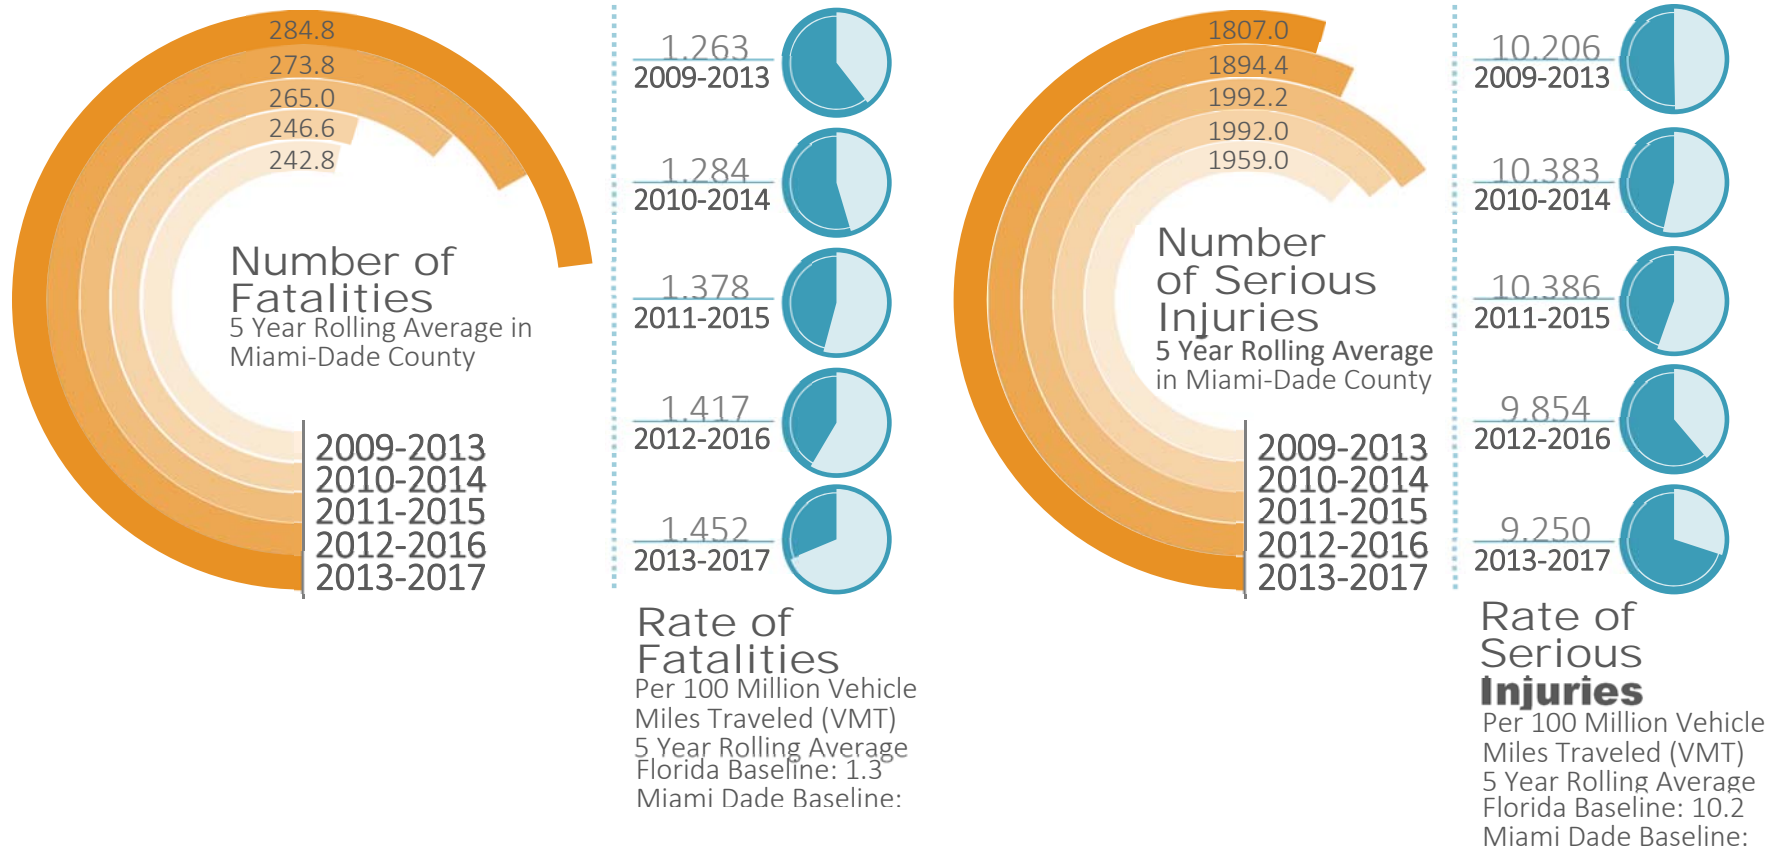 284.8
273.8
265.0
246.6
242.8
Number of
Fatalities
5 Year Rolling Average in
Miami-Dade County
2009-2013
2010-2014
2011-2015
2012-2016
2013-2017
1.263
2009-2013
1.284
2010-2014
1.378
2011-2015
1.417
2012-2016
1.452
2013-2017
Rate of
Fatalities
Per 100 Million Vehicle
Miles Traveled (VMT)
5 Year Rolling Average
Florida Baseline: 1.3
Miami Dade Baseline:
1807.0
1894.4
1992.2
1992.0
1959.0
Number
of Serious
Injuries
5 Year Rolling Average
in Miami-Dade County
2009-2013
2010-2014
2011-2015
2012-2016
2013-2017
10.206
2009-2013
10.383
2010-2014
10.386
2011-2015
9.854
2012-2016
9.250
2013-2017
Rate of
Serious
Injuries
Per 100 Million Vehicle
Miles Traveled (VMT)
5 Year Rolling Average
Florida Baseline: 10.2
Miami Dade Baseline: